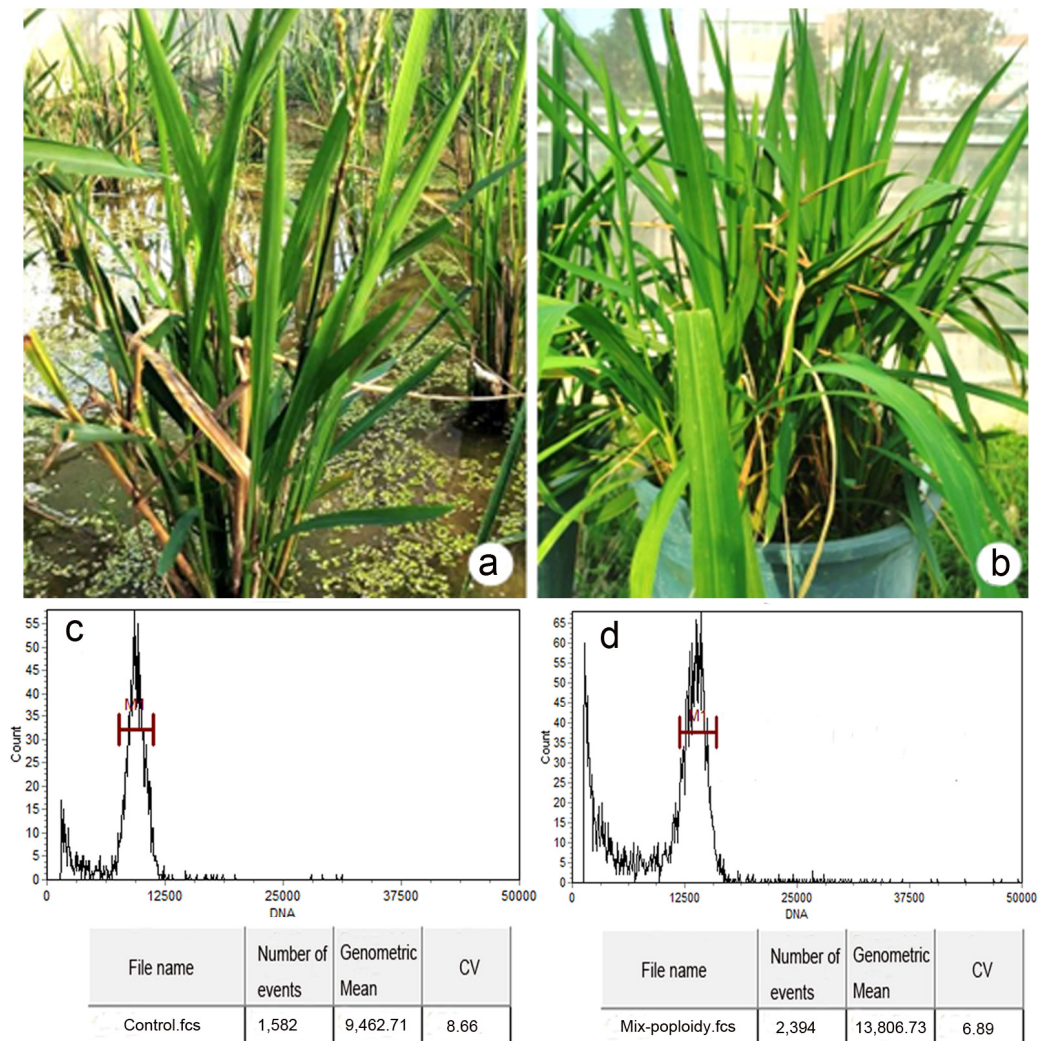 a
b
c
55
50
45
40
35
30
25
20
15
10
5
0
Count
M1
0
12500
25000
37500
50000
DNA
d
65
60
55
50
45
40
35
30
25
20
15
10
5
0
Count
M1
0
12500
25000
37500
50000
DNA
File name
Number of events
Genometric Mean
CV
Control.fcs
1,582
9,462.71
8.66
File name
Number of events
Genometric Mean
CV
Mix-poploidy.fcs
2,394
13,806.73
6.89